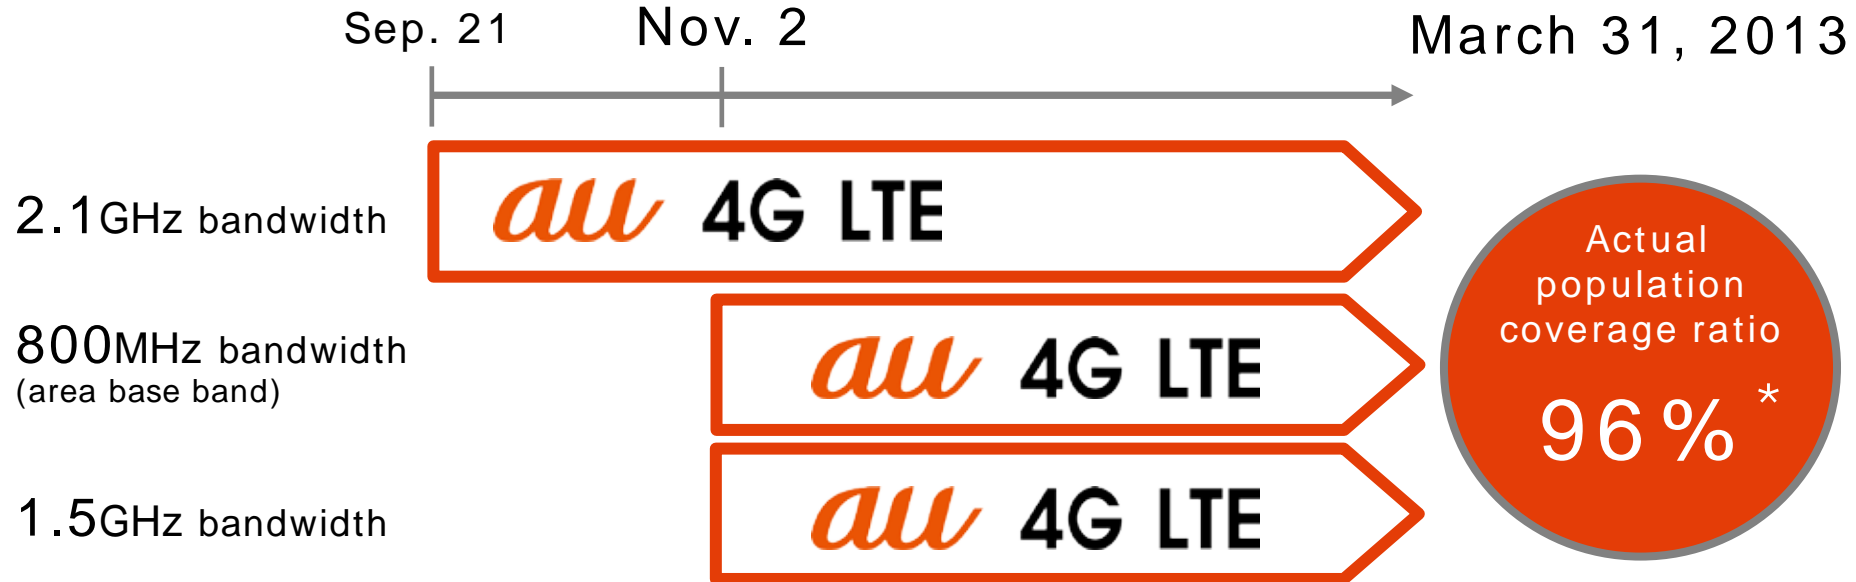 Sep. 21
Nov. 2
March 31, 2013
2.1GHz bandwidth
au 4G LTE
800MHz bandwidth
(area base band)
au 4G LTE
1.5GHz bandwidth
au 4G LTE
Actual
population
coverage ratio
96%*